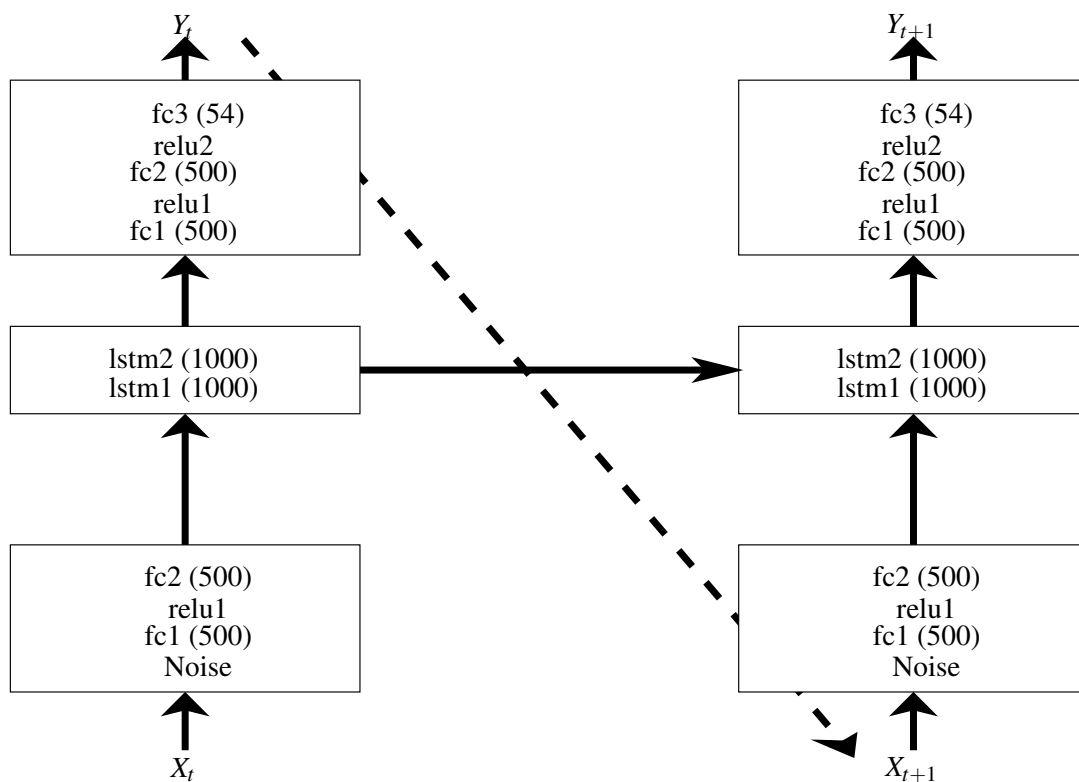 Y_t
fc3 (54)
relu2
fc2 (500)
relu1
fc1 (500)
lstm2 (1000)
lstm1 (1000)
fc2 (500)
relu1
fc1 (500)
Noise
X_t
Y_{t+1}
fc3 (54)
relu2
fc2 (500)
relu1
fc1 (500)
lstm2 (1000)
lstm1 (1000)
fc2 (500)
relu1
fc1 (500)
Noise
X_{t+1}